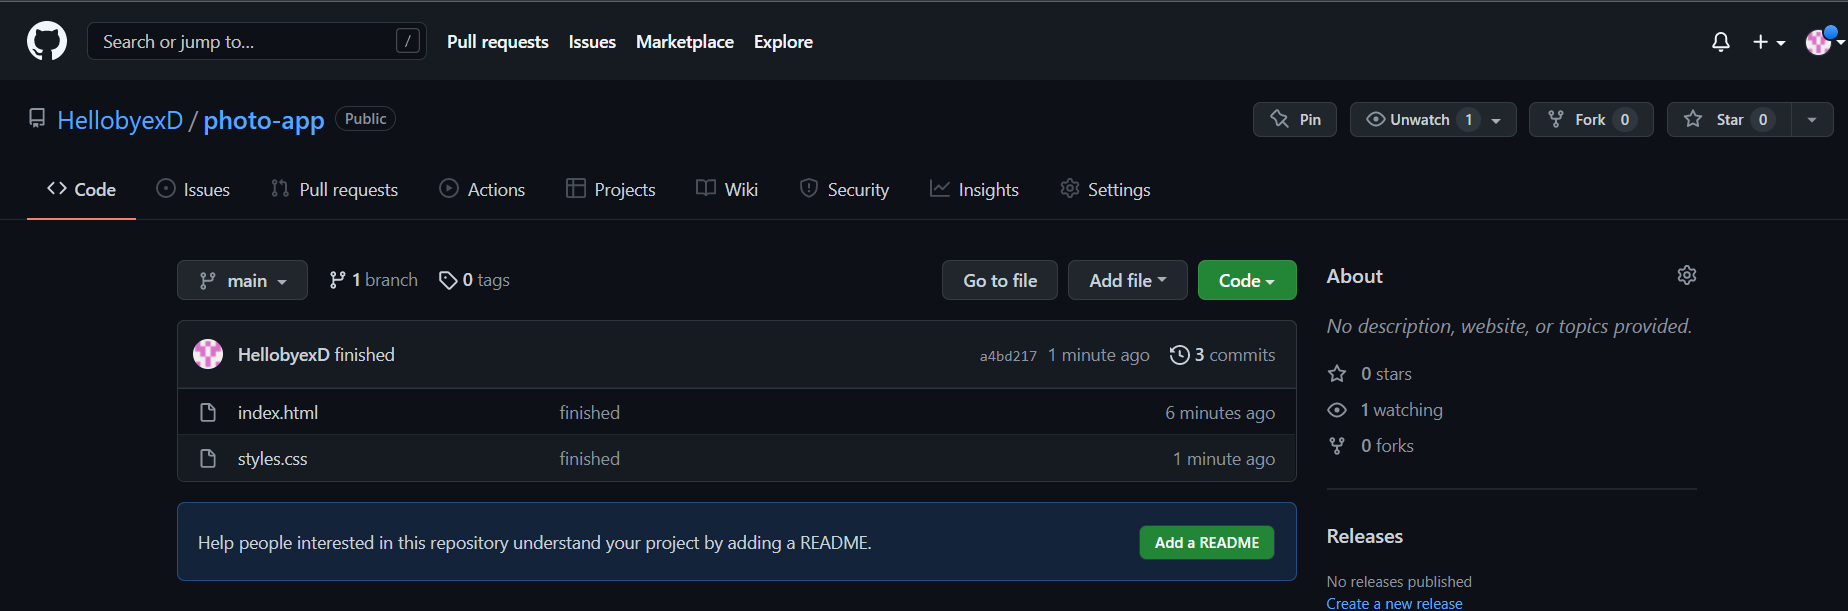 Search or jump to... /
Pull requests Issues Marketplace Explore
HellobyexD / photo-app Public
Pin Unwatch 1 Fork 0 Star 0
Code Issues Pull requests Actions Projects Wiki Security Insights Settings
main 1 branch 0 tags
Go to file Add file Code
HellobyexD finished a4bd217 1 minute ago 3 commits
index.html finished 6 minutes ago
styles.css finished 1 minute ago
Help people interested in this repository understand your project by adding a README. Add a README
About
No description, website, or topics provided.
0 stars
1 watching
0 forks
Releases
No releases published
Create a new release